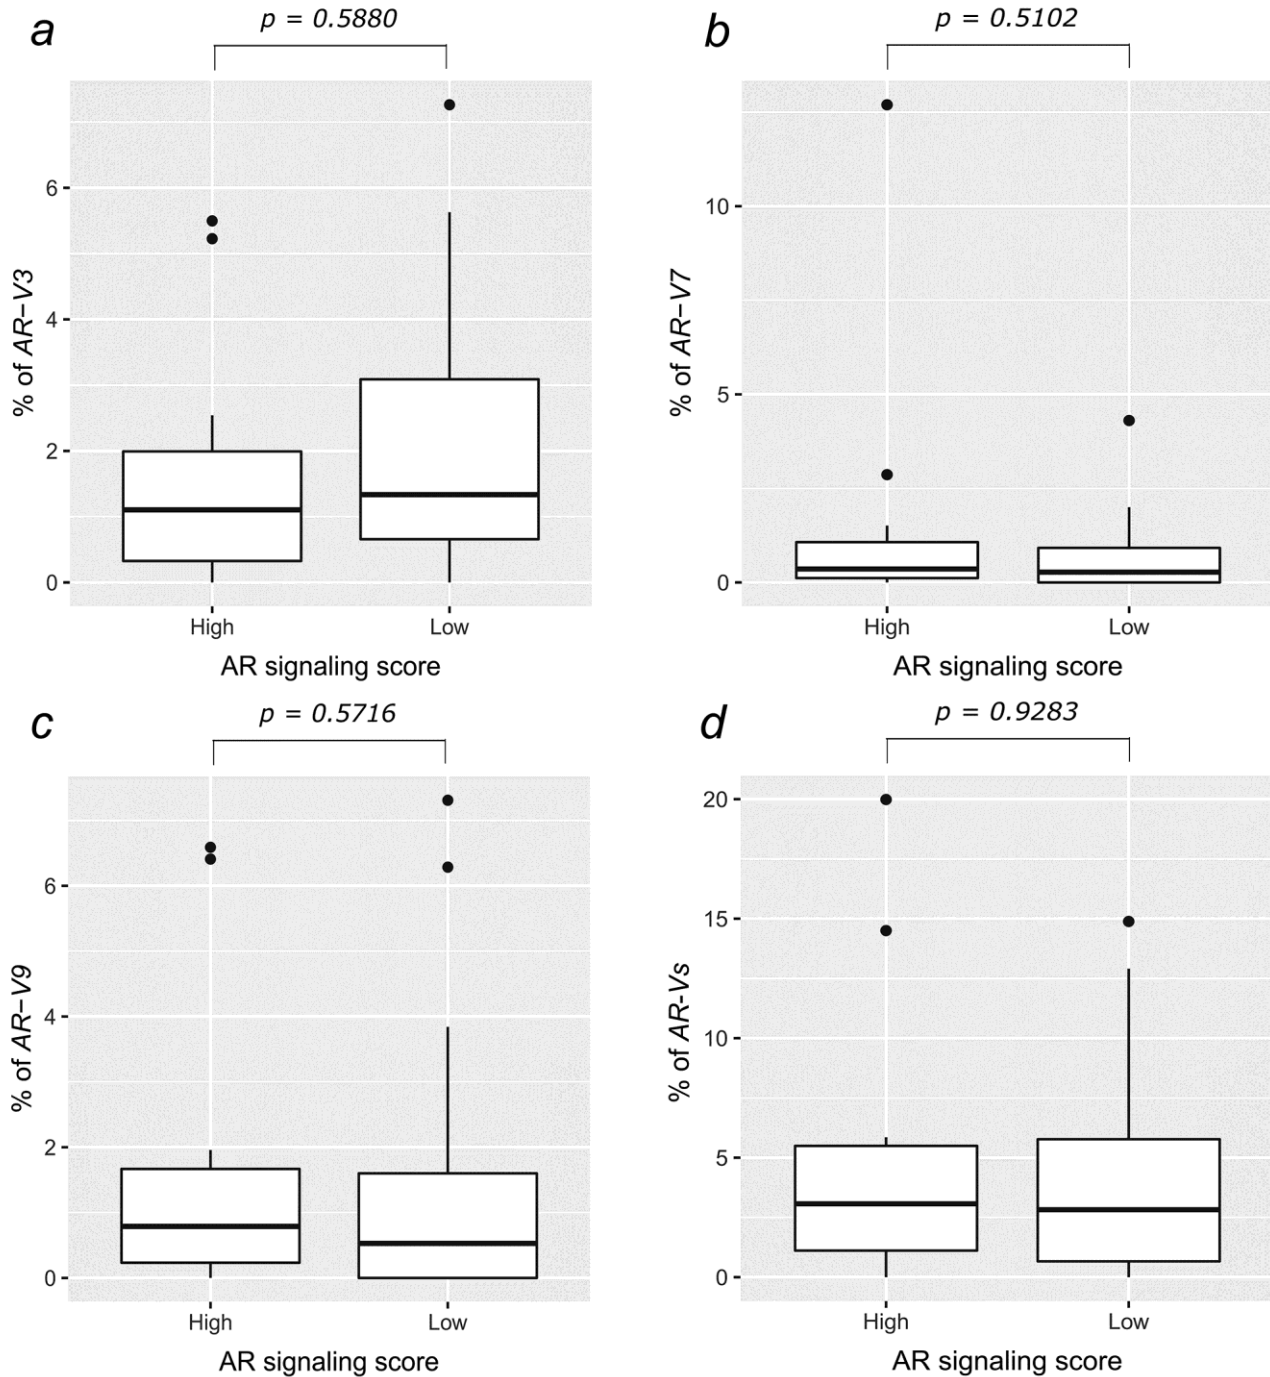 a
p = 0.5880
% of AR−V3
6
4
2
0
High
Low
AR signaling score
b
p = 0.5102
% of AR−V7
10
5
0
High
Low
AR signaling score
c
p = 0.5716
% of AR−V9
6
4
2
0
High
Low
AR signaling score
d
p = 0.9283
% of AR-Vs
20
15
10
5
0
High
Low
AR signaling score